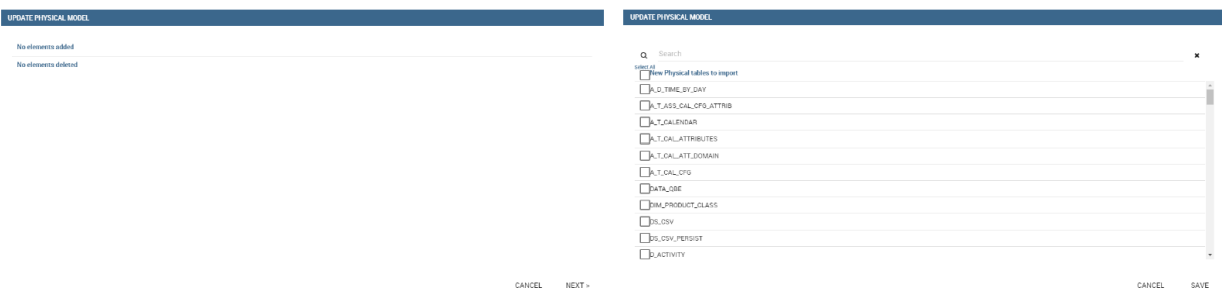 UPDATE PHYSICAL MODEL
No elements added
No elements deleted
CANCEL NEXT >
UPDATE PHYSICAL MODEL
Search
Select All
New Physical tables to import
A_D_TIME_BY_DAY
A_T_ASS_CAL_CFG_ATTRIB
A_T_CALENDAR
A_T_CAL_ATTRIBUTES
A_T_CAL_ATT_DOMAIN
A_T_CAL_CFG
DATA_QBE
DIM_PRODUCT_CLASS
DS_CSV
DS_CSV_PERSIST
D_ACTIVITY
CANCEL SAVE